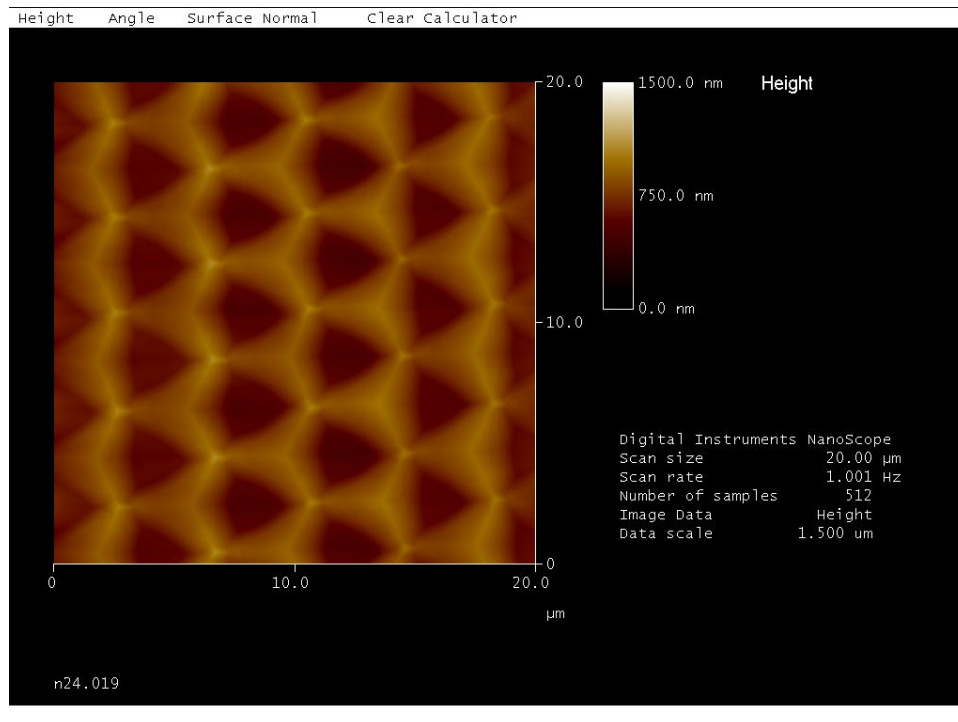 Height Angle Surface Normal Clear Calculator
20.0
1500.0 nm
Height
750.0 nm
10.0
0.0 nm
Digital Instruments NanoScope
Scan size 20.00 µm
Scan rate 1.001 Hz
Number of samples 512
Image Data Height
Data scale 1.500 um
0
0 10.0 20.0
µm
n24.019